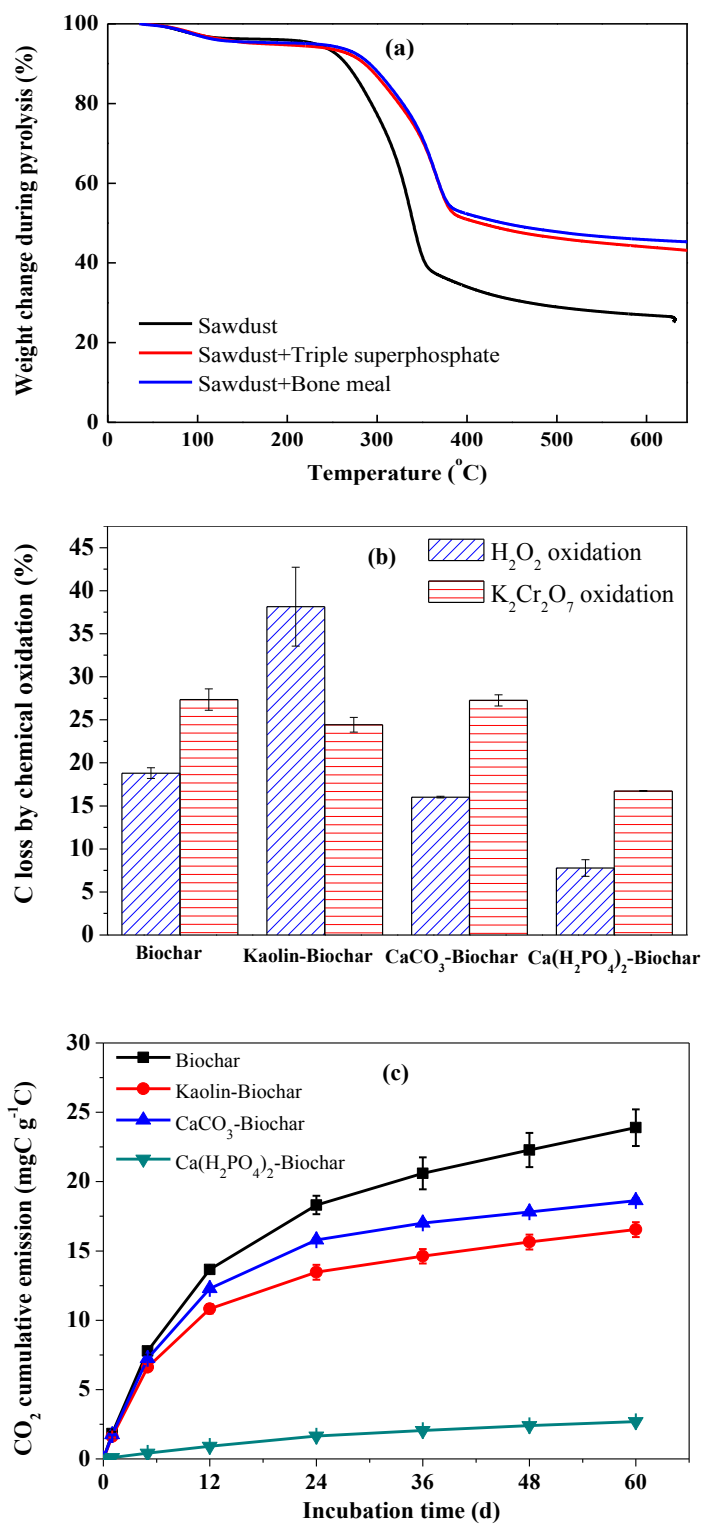 (a)
Weight change during pyrolysis (%)
100
80
60
40
20
0
Sawdust
Sawdust+Triple superphosphate
Sawdust+Bone meal
0 100 200 300 400 500 600
Temperature (°C)
(b)
C loss by chemical oxidation (%)
45
40
35
30
25
20
15
10
5
0
H₂O₂ oxidation
K₂Cr₂O₇ oxidation
Biochar Kaolin-Biochar CaCO₃-Biochar Ca(H₂PO₄)₂-Biochar
(c)
CO₂ cumulative emission (mgC g⁻¹C)
30
25
20
15
10
5
0
Biochar
Kaolin-Biochar
CaCO₃-Biochar
Ca(H₂PO₄)₂-Biochar
0 12 24 36 48 60
Incubation time (d)